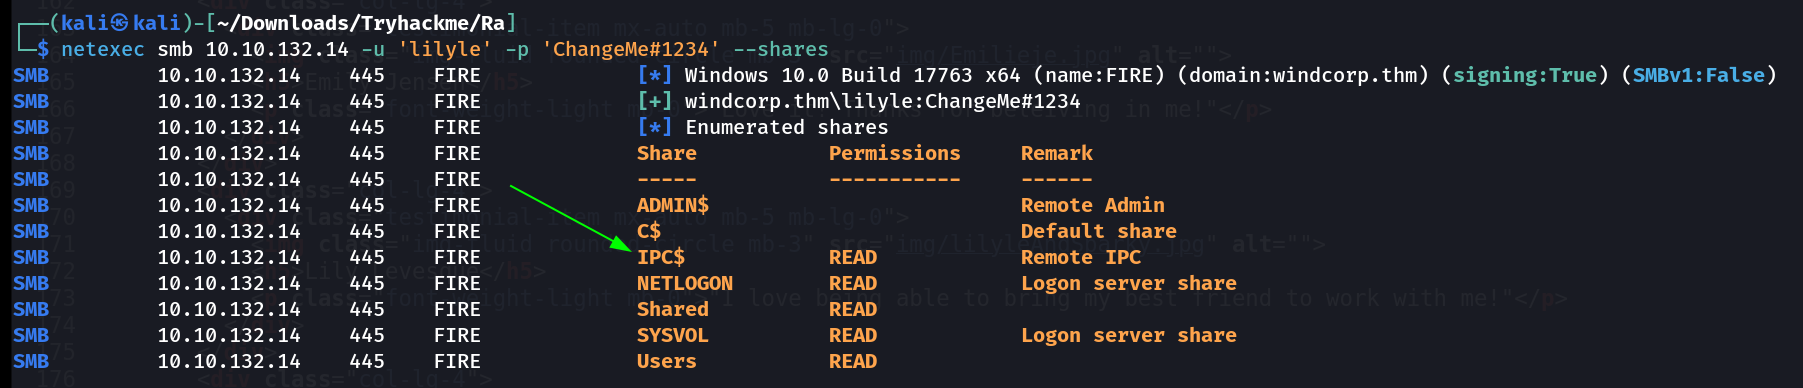 ┌──(kali㉿kali)-[~/Downloads/Tryhackme/Ra]
└─$ netexec smb 10.10.132.14 -u 'lilyle' -p 'ChangeMe#1234' --shares
SMB 10.10.132.14 445 FIRE [*] Windows 10.0 Build 17763 x64 (name:FIRE) (domain:windcorp.thm) (signing:True) (SMBv1:False)
SMB 10.10.132.14 445 FIRE [+] windcorp.thm\lilyle:ChangeMe#1234
SMB 10.10.132.14 445 FIRE [*] Enumerated shares
SMB 10.10.132.14 445 FIRE Share Permissions Remark
SMB 10.10.132.14 445 FIRE ----- ----------- ------
SMB 10.10.132.14 445 FIRE ADMIN$ Remote Admin
SMB 10.10.132.14 445 FIRE C$ Default share
SMB 10.10.132.14 445 FIRE IPC$ READ Remote IPC
SMB 10.10.132.14 445 FIRE NETLOGON READ Logon server share
SMB 10.10.132.14 445 FIRE Shared READ
SMB 10.10.132.14 445 FIRE SYSVOL READ Logon server share
SMB 10.10.132.14 445 FIRE Users READ